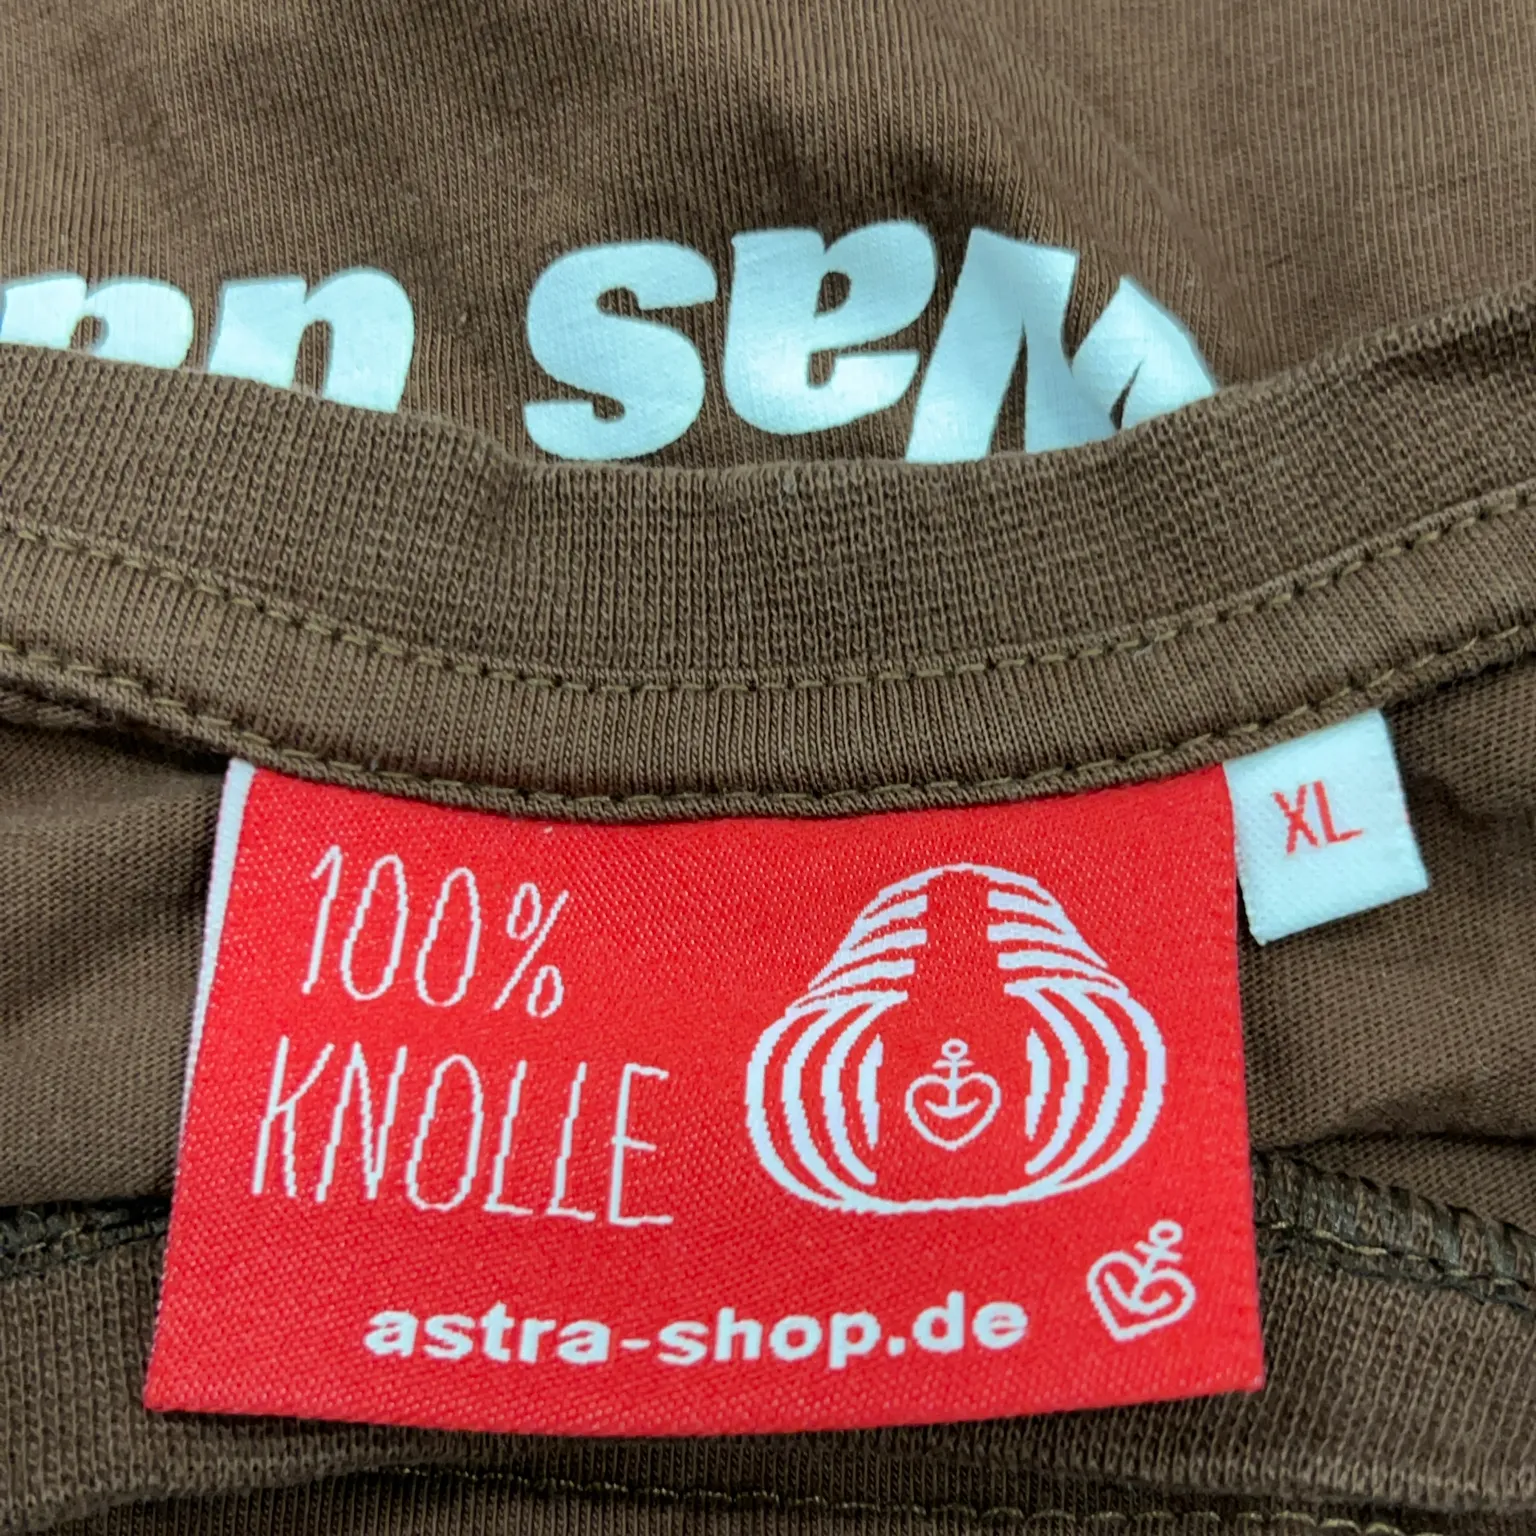 Was
XL
100%
KNOLLE
astra-shop.de